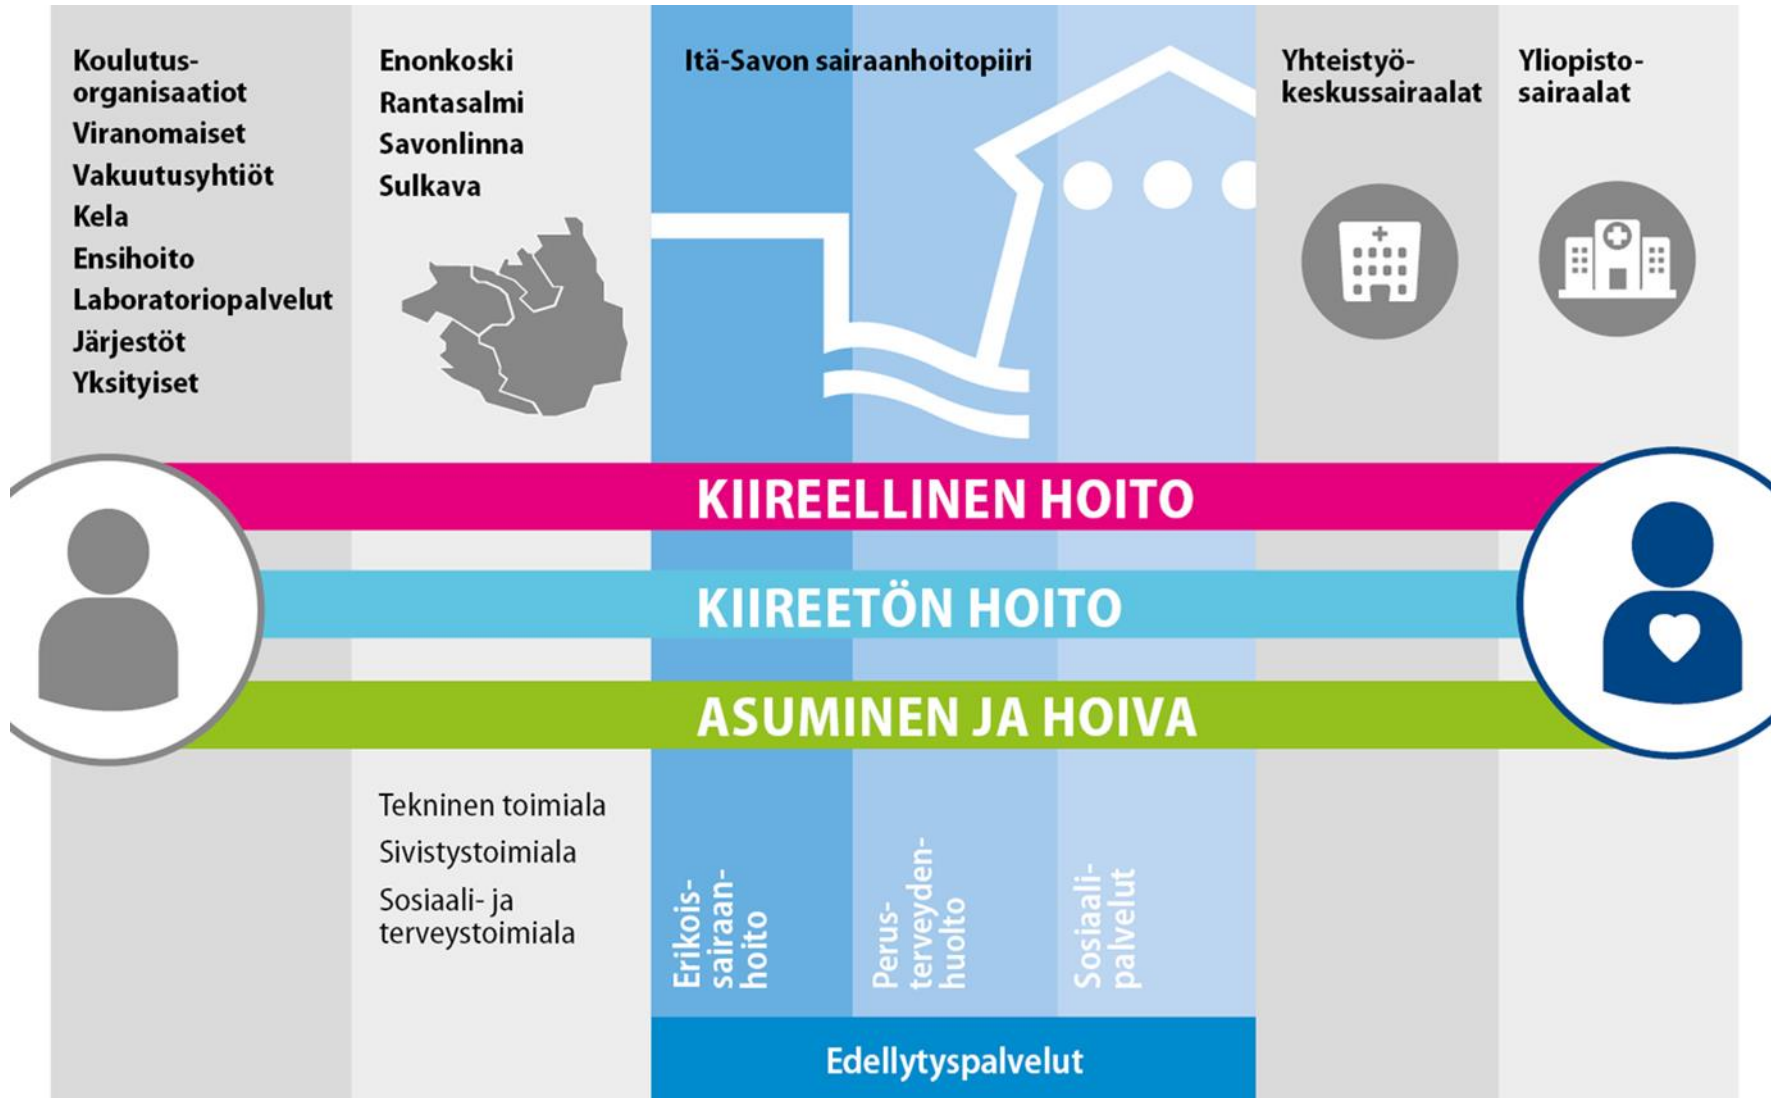 Koulutus-
organisaatiot
Viranomaiset
Vakuutusyhtiöt
Kela
Ensihoito
Laboratoriopalvelut
Järjestöt
Yksityiset
Enonkoski
Rantasalmi
Savonlinna
Sulkava
Itä-Savon sairaanhoitopiiri
Yhteistyö-
keskussairaalat
Yliopisto-
sairaalat
KIIREELLINEN HOITO
KIIREETÖN HOITO
ASUMINEN JA HOIVA
Tekninen toimiala
Sivistystoimiala
Sosiaali- ja
terveystoimiala
Erikois-
sairaan-
hoito
Perus-
terveyden-
huolto
Sosiaali-
palvelut
Edellytyspalvelut